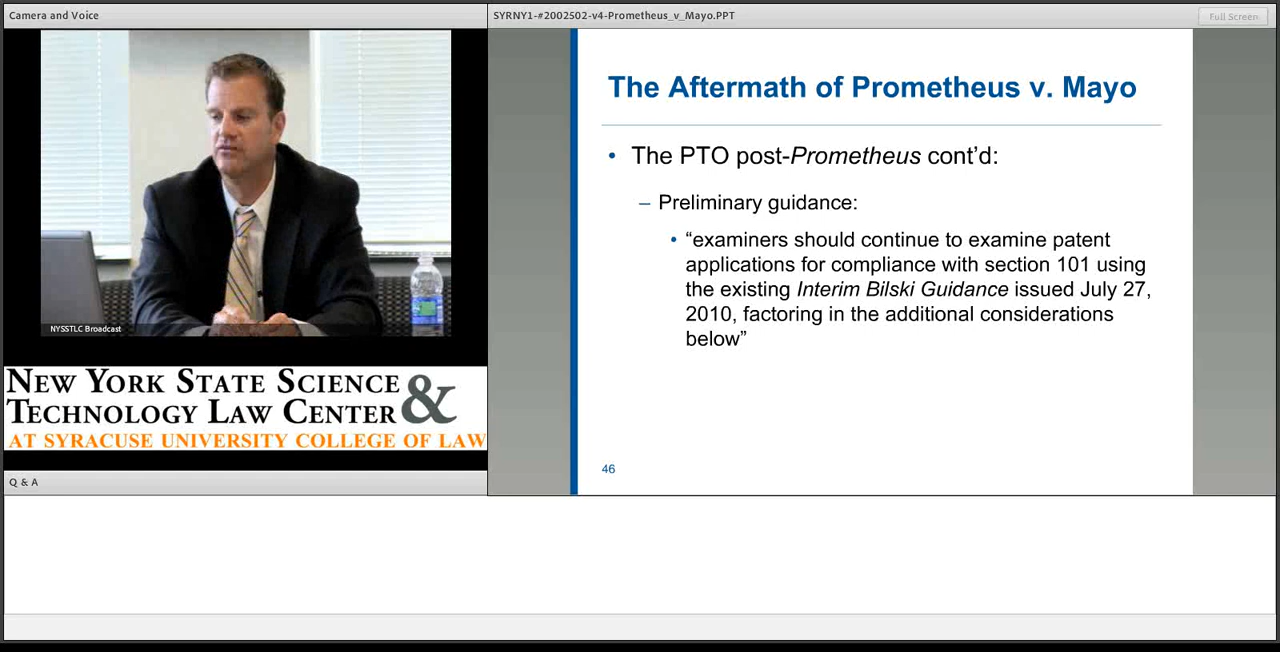 Camera and Voice
SYRNY1-#2002502-v4-Prometheus_v_Mayo.PPT
Full Screen
NYSSTLC Broadcast
NEW YORK STATE SCIENCE &
TECHNOLOGY LAW CENTER
AT SYRACUSE UNIVERSITY COLLEGE OF LAW
Q & A
The Aftermath of Prometheus v. Mayo
• The PTO post-Prometheus cont’d:
– Preliminary guidance:
• “examiners should continue to examine patent
applications for compliance with section 101 using
the existing Interim Bilski Guidance issued July 27,
2010, factoring in the additional considerations
below”
46